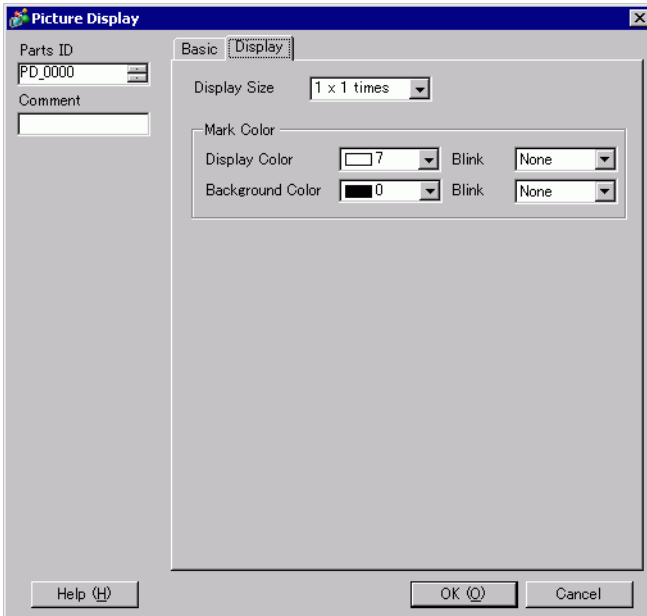 Picture Display
Parts ID
PD_0000
Comment
Basic
Display
Display Size 1 x 1 times
Mark Color
Display Color 7 Blink None
Background Color 0 Blink None
Help (H)
OK (O)
Cancel